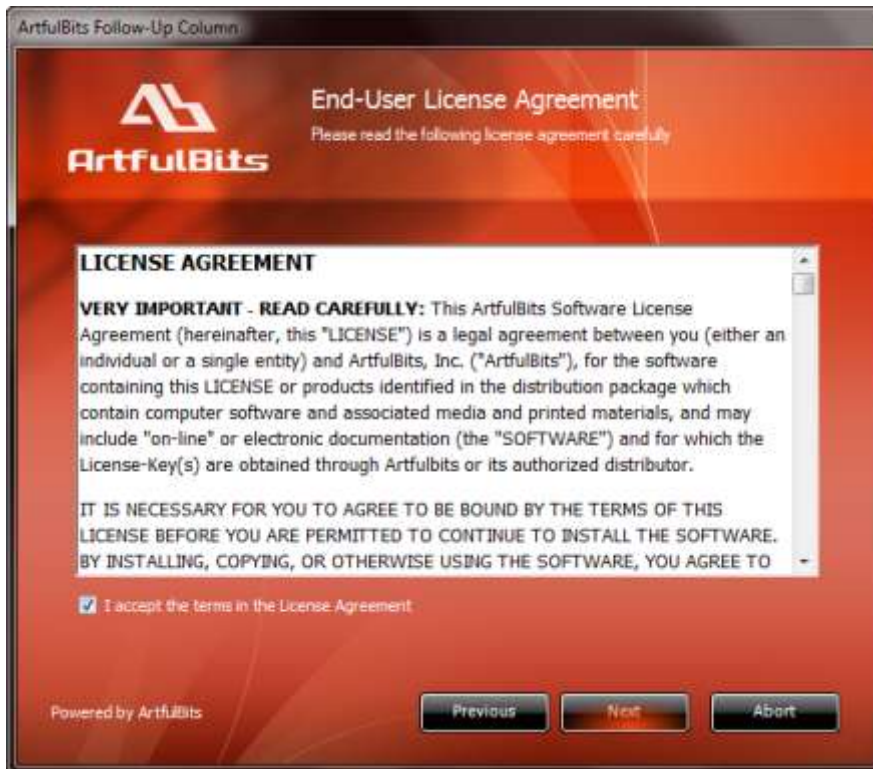 ArtfulBits Follow-Up Column
ArtfulBits
End-User License Agreement
Please read the following license agreement carefully
LICENSE AGREEMENT
VERY IMPORTANT - READ CAREFULLY: This ArtfulBits Software License
Agreement (hereinafter, this "LICENSE") is a legal agreement between you (either an
individual or a single entity) and ArtfulBits, Inc. ("ArtfulBits"), for the software
containing this LICENSE or products identified in the distribution package which
contain computer software and associated media and printed materials, and may
include "on-line" or electronic documentation (the "SOFTWARE") and for which the
License-Key(s) are obtained through Artfulbits or its authorized distributor.
IT IS NECESSARY FOR YOU TO AGREE TO BE BOUND BY THE TERMS OF THIS
LICENSE BEFORE YOU ARE PERMITTED TO CONTINUE TO INSTALL THE SOFTWARE.
BY INSTALLING, COPYING, OR OTHERWISE USING THE SOFTWARE, YOU AGREE TO
I accept the terms in the License Agreement
Powered by ArtfulBits
Previous
Next
Abort